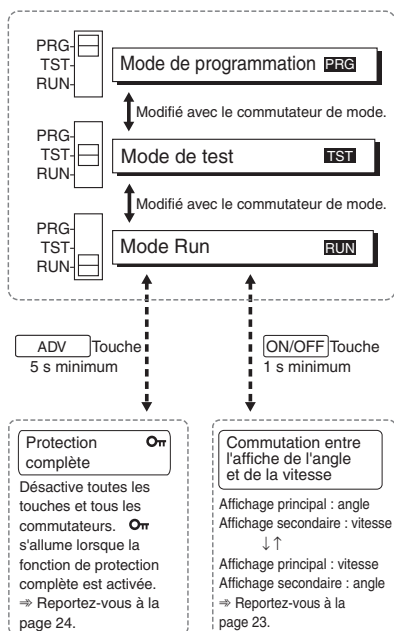 PRG
TST
RUN
Mode de programmation PRG
Modifié avec le commutateur de mode.
PRG
TST
RUN
Mode de test TST
Modifié avec le commutateur de mode.
PRG
TST
RUN
Mode Run RUN
ADV Touche
5 s minimum
ON/OFF Touche
1 s minimum
Protection
complète
Désactive toutes les
touches et tous les
commutateurs.
s'allume lorsque la
fonction de protection
complète est activée.
⇒ Reportez-vous à la
page 24.
Commutation entre
l'affiche de l'angle
et de la vitesse
Affichage principal : angle
Affichage secondaire : vitesse
↓↑
Affichage principal : vitesse
Affichage secondaire : angle
⇒ Reportez-vous à la
page 23.